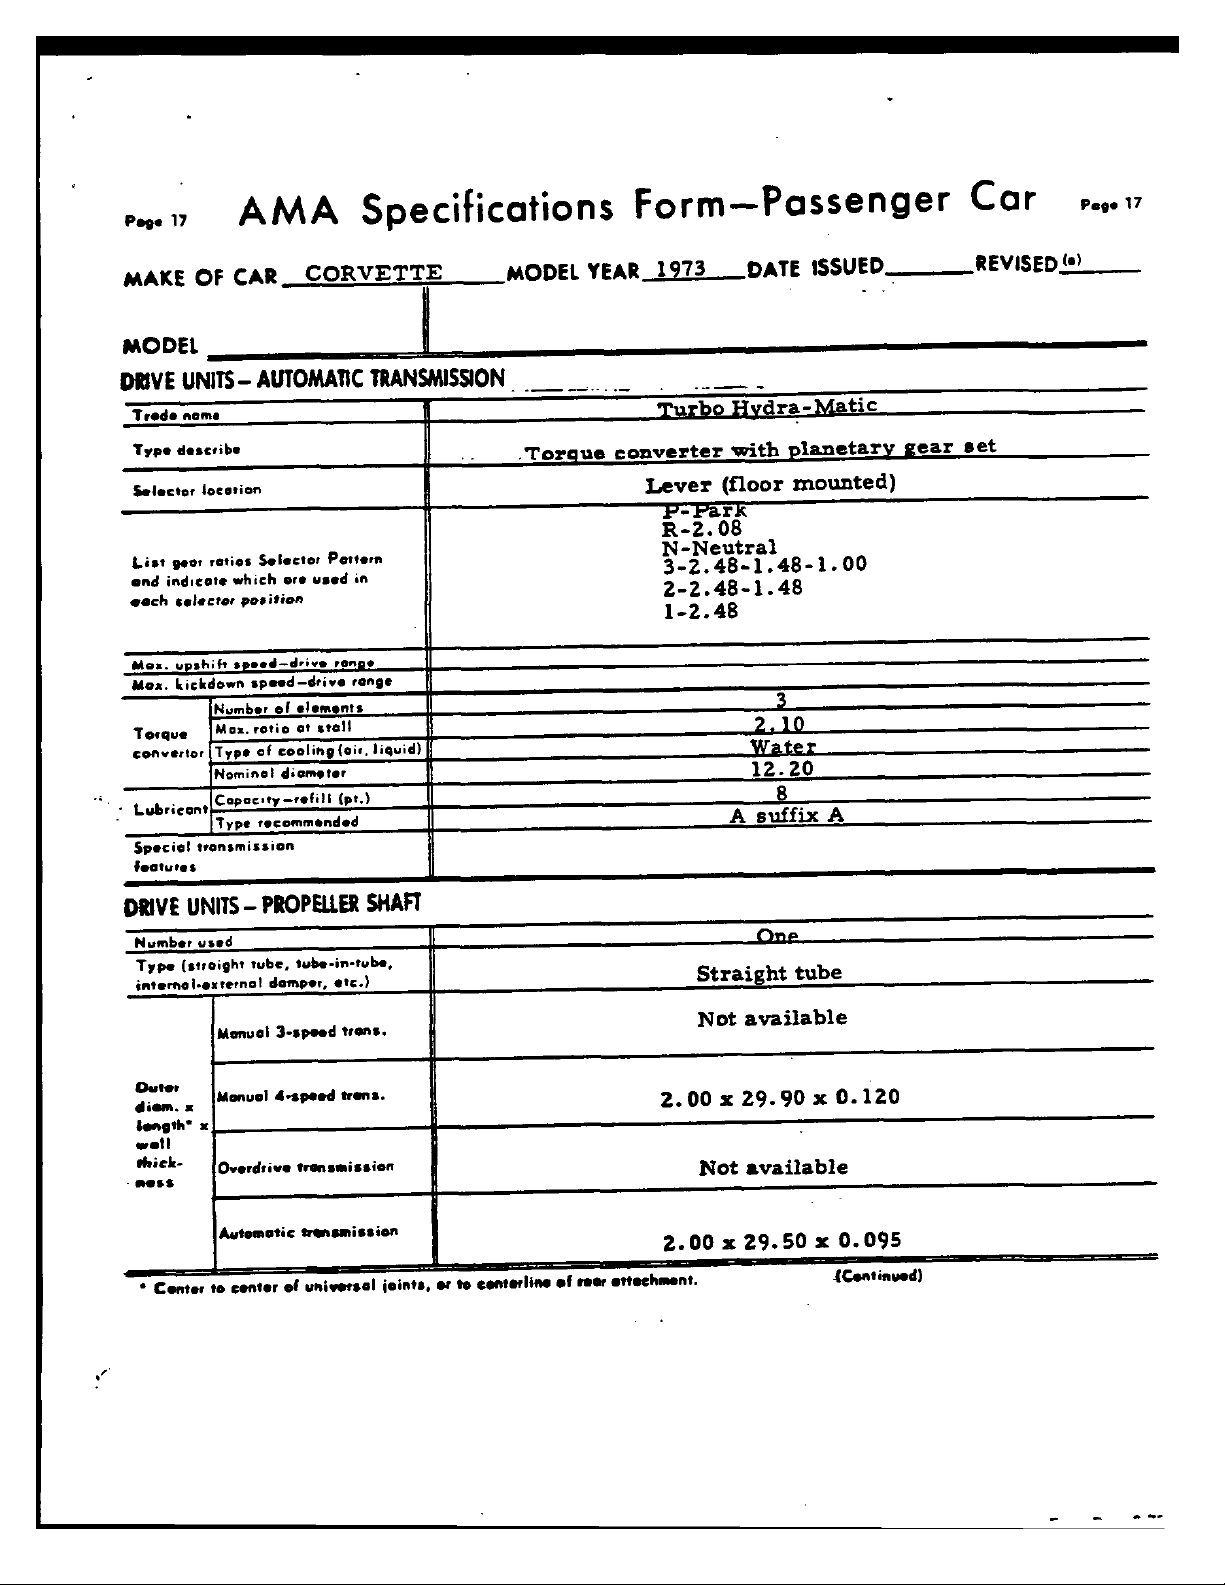 Page 17 AMA Specifications Form—Passenger Car Page 17
MAKE OF CAR CORVETTE MODEL YEAR 1973 DATE ISSUED REVISED (•)
MODEL
DRIVE UNITS – AUTOMATIC TRANSMISSION
Trade name Turbo Hydra-Matic
Type describe Torque converter with planetary gear set
Selector location Lever (floor mounted)
List gear ratios Selector Pattern
and indicate which are used in
each selector position
P-Park
R-2.08
N-Neutral
3-2.48-1.48-1.00
2-2.48-1.48
1-2.48
Max. upshift speed—drive range
Max. kickdown speed—drive range
Torque
convertor
Number of elements 3
Max. ratio at stall 2.10
Type of cooling (air, liquid) Water
Nominal diameter 12.20
Lubricant
Capacity—refill (pt.) 8
Type recommended A suffix A
Special transmission
features
DRIVE UNITS – PROPELLER SHAFT
Number used One
Type (straight tube, tube-in-tube,
internal-external damper, etc.) Straight tube
Outer
diam. x
length* x
wall
thick-
ness
Manual 3-speed trans. Not available
Manual 4-speed trans. 2.00 x 29.90 x 0.120
Overdrive transmission Not available
Automatic transmission 2.00 x 29.50 x 0.095
* Center to center of universal joints, or to centerline of rear attachment. (Continued)